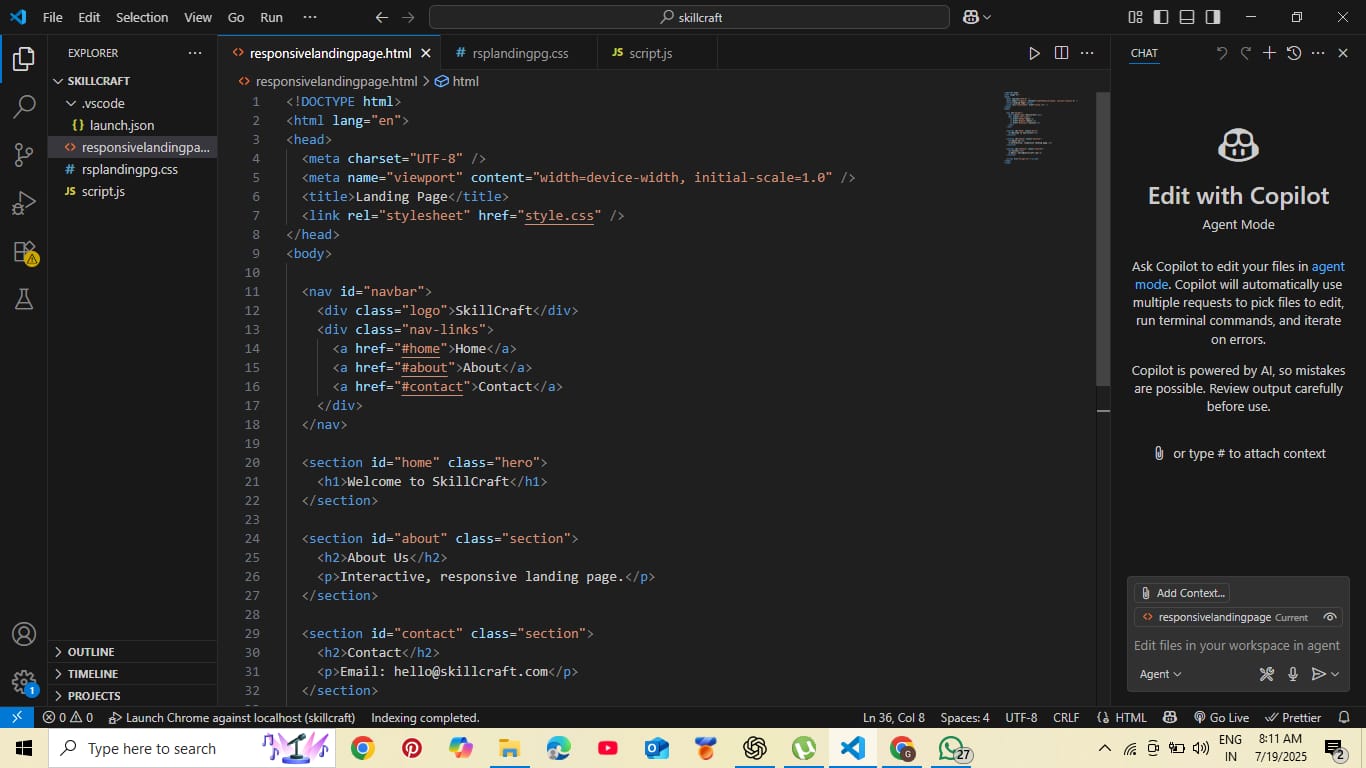 File Edit Selection View Go Run ··· skillcraft
EXPLORER ···
SKILLCRAFT
.vscode
launch.json
responsivelandingpa...
rsplandingpg.css
script.js
OUTLINE
TIMELINE
PROJECTS
responsivelandingpage.html rsplandingpg.css script.js
responsivelandingpage.html > html
1 <!DOCTYPE html>
2 <html lang="en">
3 <head>
4 <meta charset="UTF-8" />
5 <meta name="viewport" content="width=device-width, initial-scale=1.0" />
6 <title>Landing Page</title>
7 <link rel="stylesheet" href="style.css" />
8 </head>
9 <body>
10
11 <nav id="navbar">
12 <div class="logo">SkillCraft</div>
13 <div class="nav-links">
14 <a href="#home">Home</a>
15 <a href="#about">About</a>
16 <a href="#contact">Contact</a>
17 </div>
18 </nav>
19
20 <section id="home" class="hero">
21 <h1>Welcome to SkillCraft</h1>
22 </section>
23
24 <section id="about" class="section">
25 <h2>About Us</h2>
26 <p>Interactive, responsive landing page.</p>
27 </section>
28
29 <section id="contact" class="section">
30 <h2>Contact</h2>
31 <p>Email: hello@skillcraft.com</p>
32 </section>
CHAT
Edit with Copilot
Agent Mode
Ask Copilot to edit your files in agent
mode. Copilot will automatically use
multiple requests to pick files to edit,
run terminal commands, and iterate
on errors.
Copilot is powered by AI, so mistakes
are possible. Review output carefully
before use.
or type # to attach context
Add Context...
responsivelandingpage Current
Edit files in your workspace in agent
Agent
1
0 0 Launch Chrome against localhost (skillcraft) Indexing completed. Ln 36, Col 8 Spaces: 4 UTF-8 CRLF HTML Go Live Prettier
Type here to search
G
27
ENG
IN
8:11 AM
7/19/2025
2